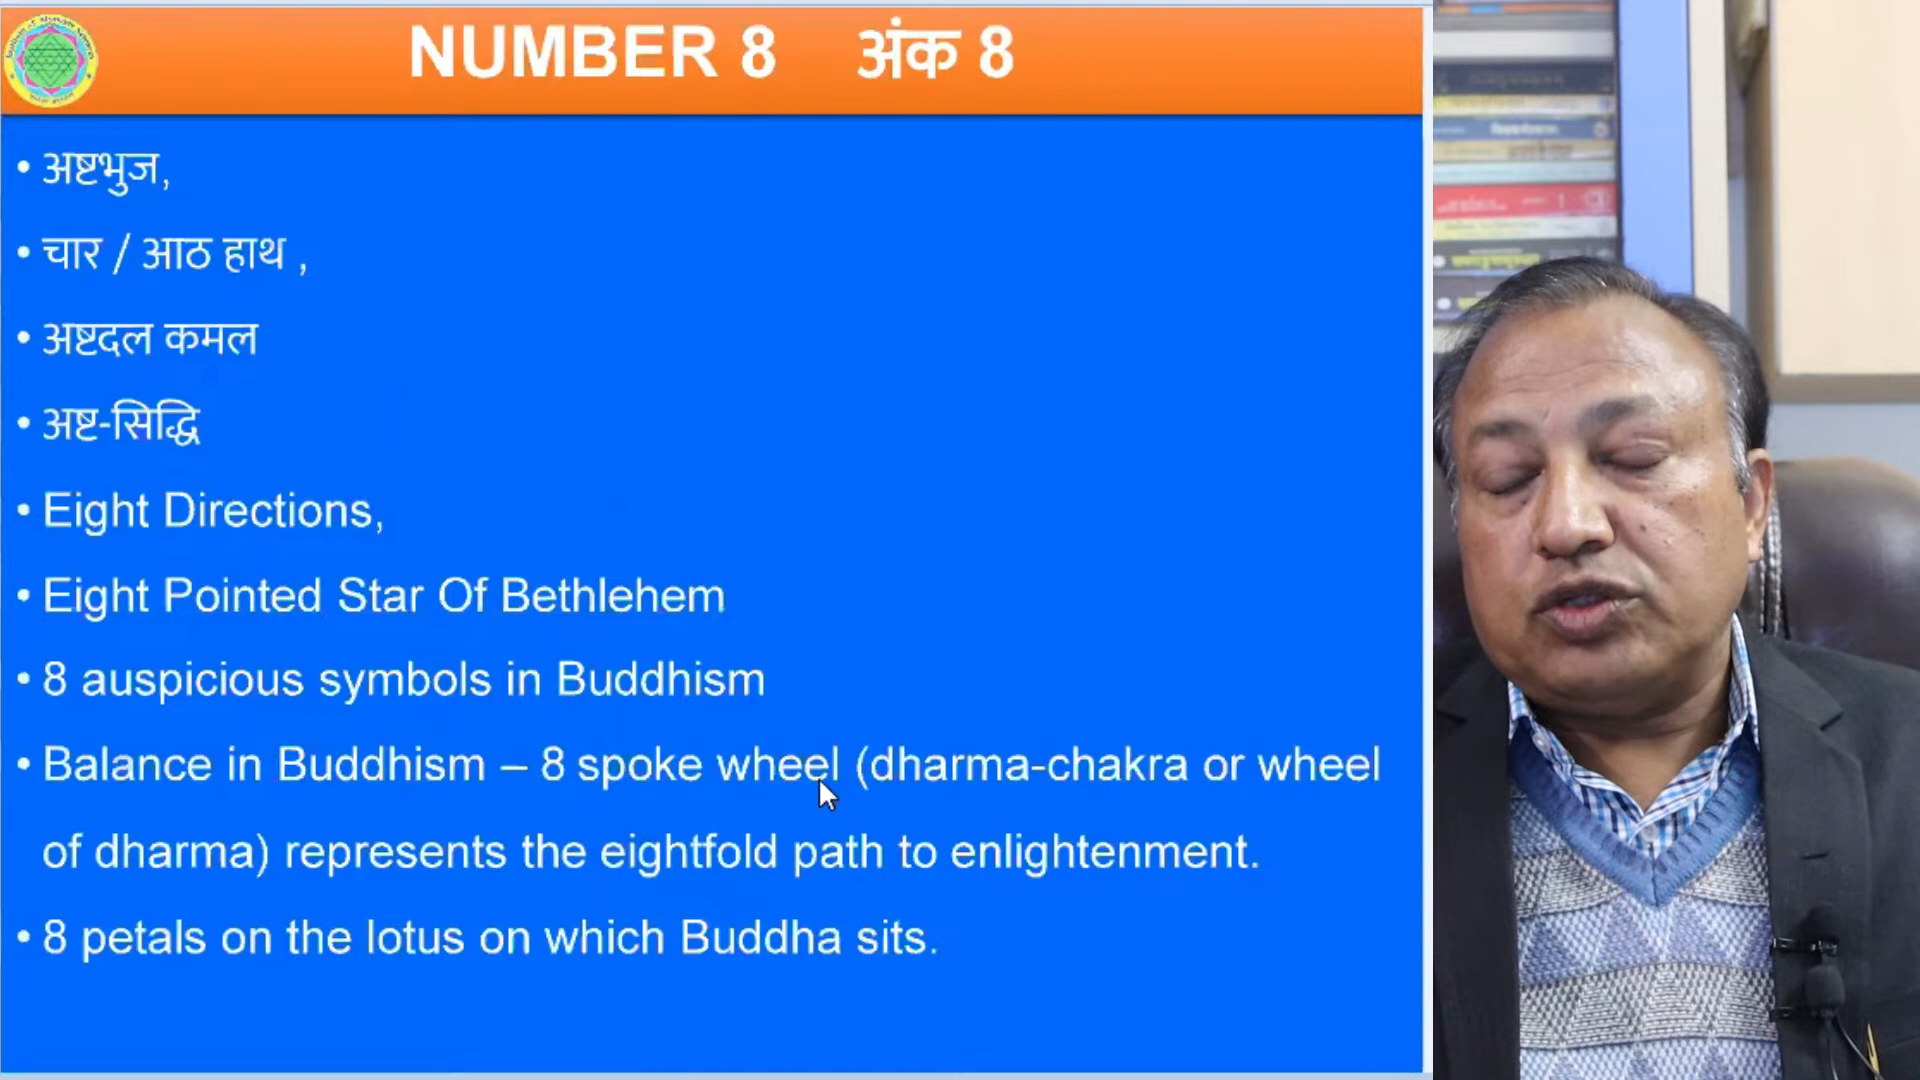 NUMBER 8 अंक 8
• अष्टभुज,
• चार / आठ हाथ ,
• अष्टदल कमल
• अष्ट-सिद्धि
• Eight Directions,
• Eight Pointed Star Of Bethlehem
• 8 auspicious symbols in Buddhism
• Balance in Buddhism – 8 spoke wheel (dharma-chakra or wheel
of dharma) represents the eightfold path to enlightenment.
• 8 petals on the lotus on which Buddha sits.